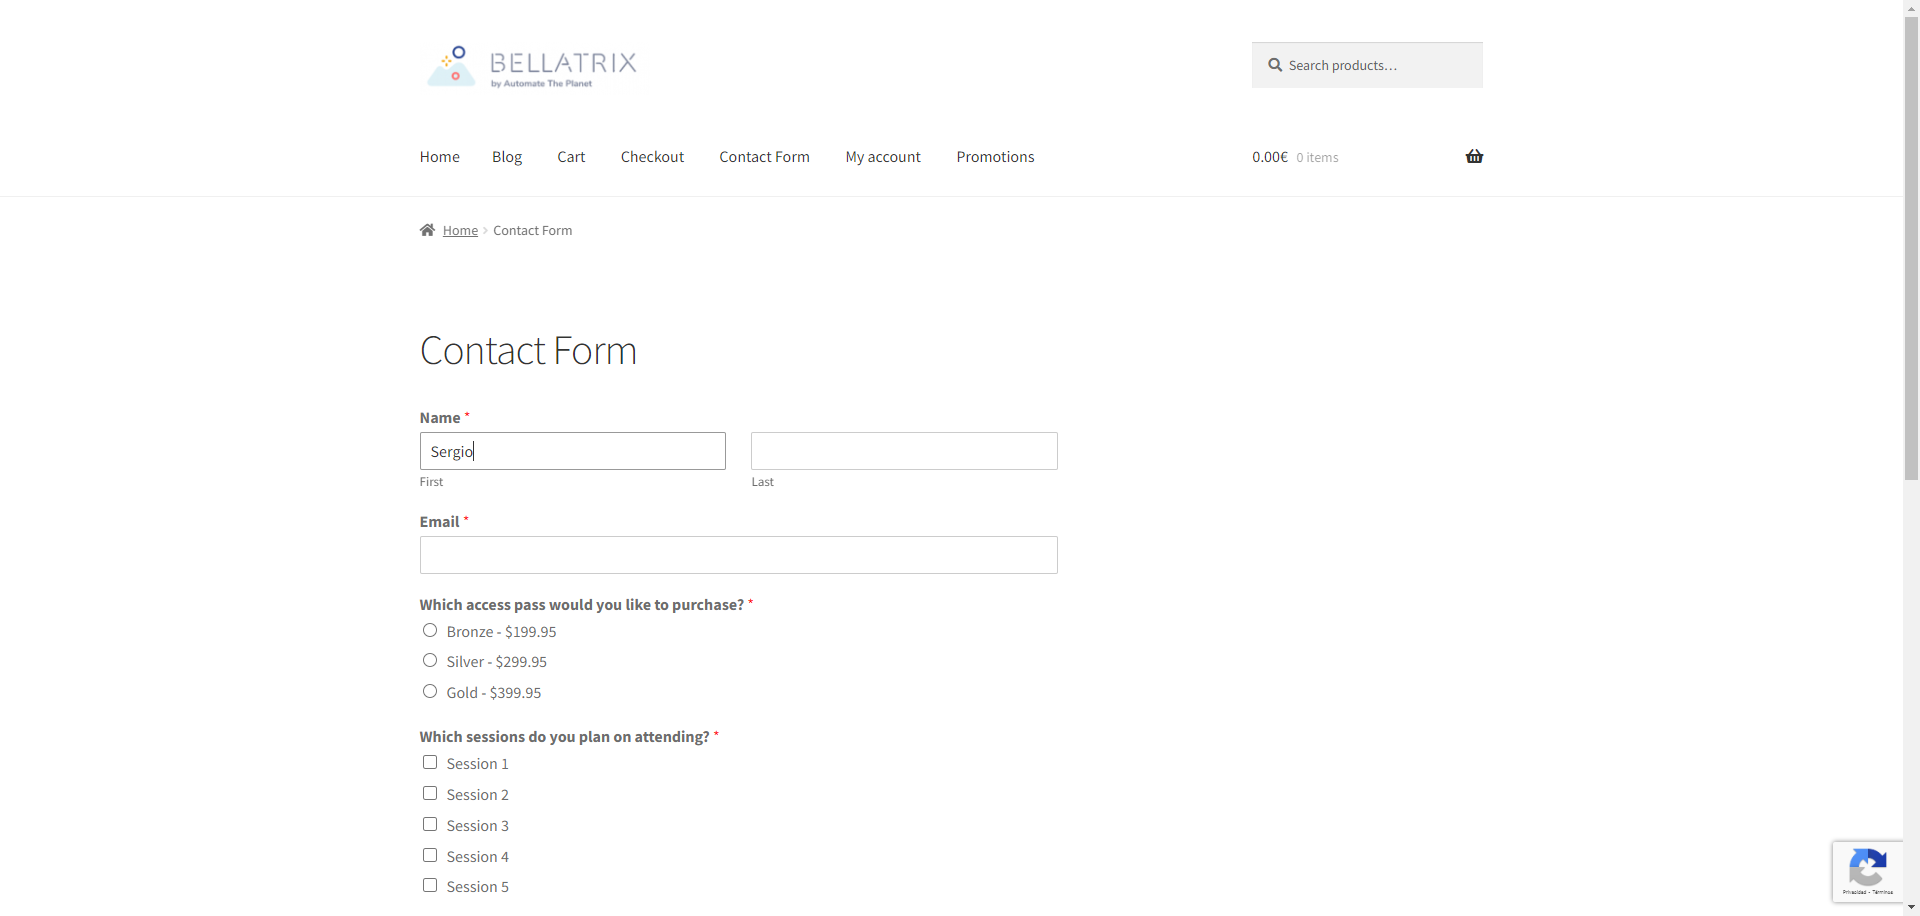 BELLATRIX
by Automate The Planet
Search products…
Home Blog Cart Checkout Contact Form My account Promotions
0.00€ 0 items
Home Contact Form
Contact Form
Name *
Sergio
First Last
Email *
Which access pass would you like to purchase? *
Bronze - $199.95
Silver - $299.95
Gold - $399.95
Which sessions do you plan on attending? *
Session 1
Session 2
Session 3
Session 4
Session 5
Privacidad - Términos